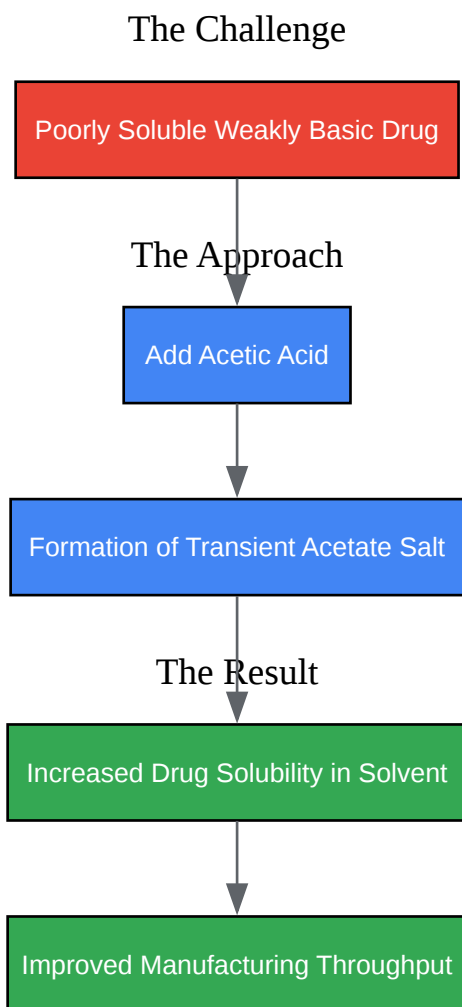 The Challenge
Poorly Soluble Weakly Basic Drug
The Approach
Add Acetic Acid
Formation of Transient Acetate Salt
The Result
Increased Drug Solubility in Solvent
Improved Manufacturing Throughput